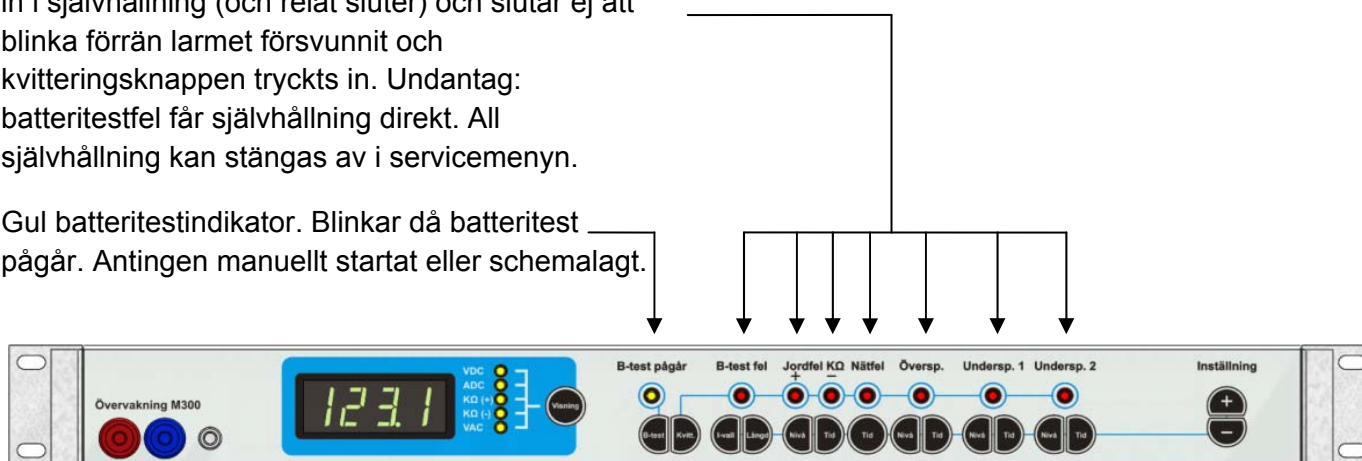 in i självhållning (och relät sluter) och slutar ej att
blinka förrän larmet försvunnit och
kvitteringsknappen tryckts in. Undantag:
batteritestfel får självhållning direkt. All
självhållning kan stängas av i servicemenyn.
Gul batteritestindikator. Blinkar då batteritest
pågår. Antingen manuellt startat eller schemalagt.
B-test pågår B-test fel Jordfel KΩ Nätfel Översp. Undersp. 1 Undersp. 2 Inställning
+ −
Övervakning M300
123.1
VDC
ADC
KΩ (+)
KΩ (-)
VAC
Visning
B-test Kvitt. I-vall Längd Nivå Tid Tid Nivå Tid Nivå Tid Nivå Tid
+
−